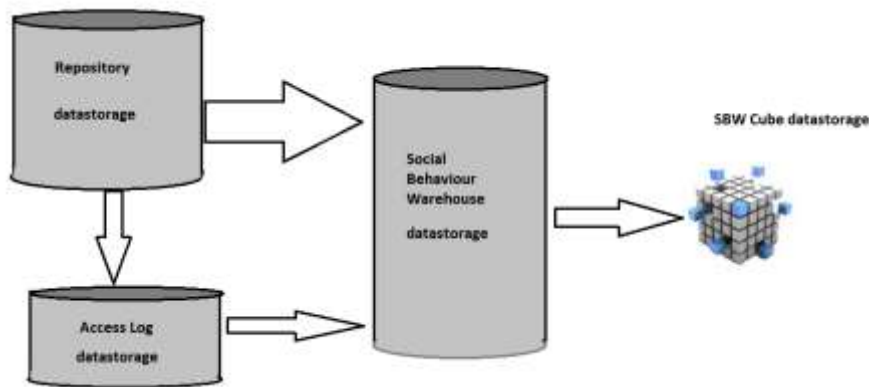 Repository
datastorage
Social
Behaviour
Warehouse
datastorage
SBW Cube datastorage
Access Log
datastorage